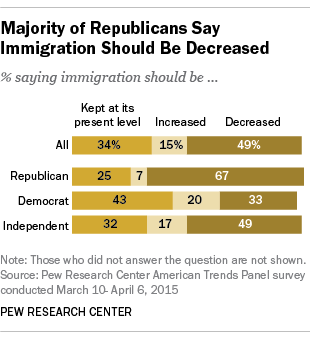 Majority of Republicans Say
Immigration Should Be Decreased
% saying immigration should be ...
Kept at its
present level Increased Decreased
All 34% 15% 49%
Republican 25 7 67
Democrat 43 20 33
Independent 32 17 49
Note: Those who did not answer the question are not shown.
Source: Pew Research Center American Trends Panel survey
conducted March 10- April 6, 2015
PEW RESEARCH CENTER